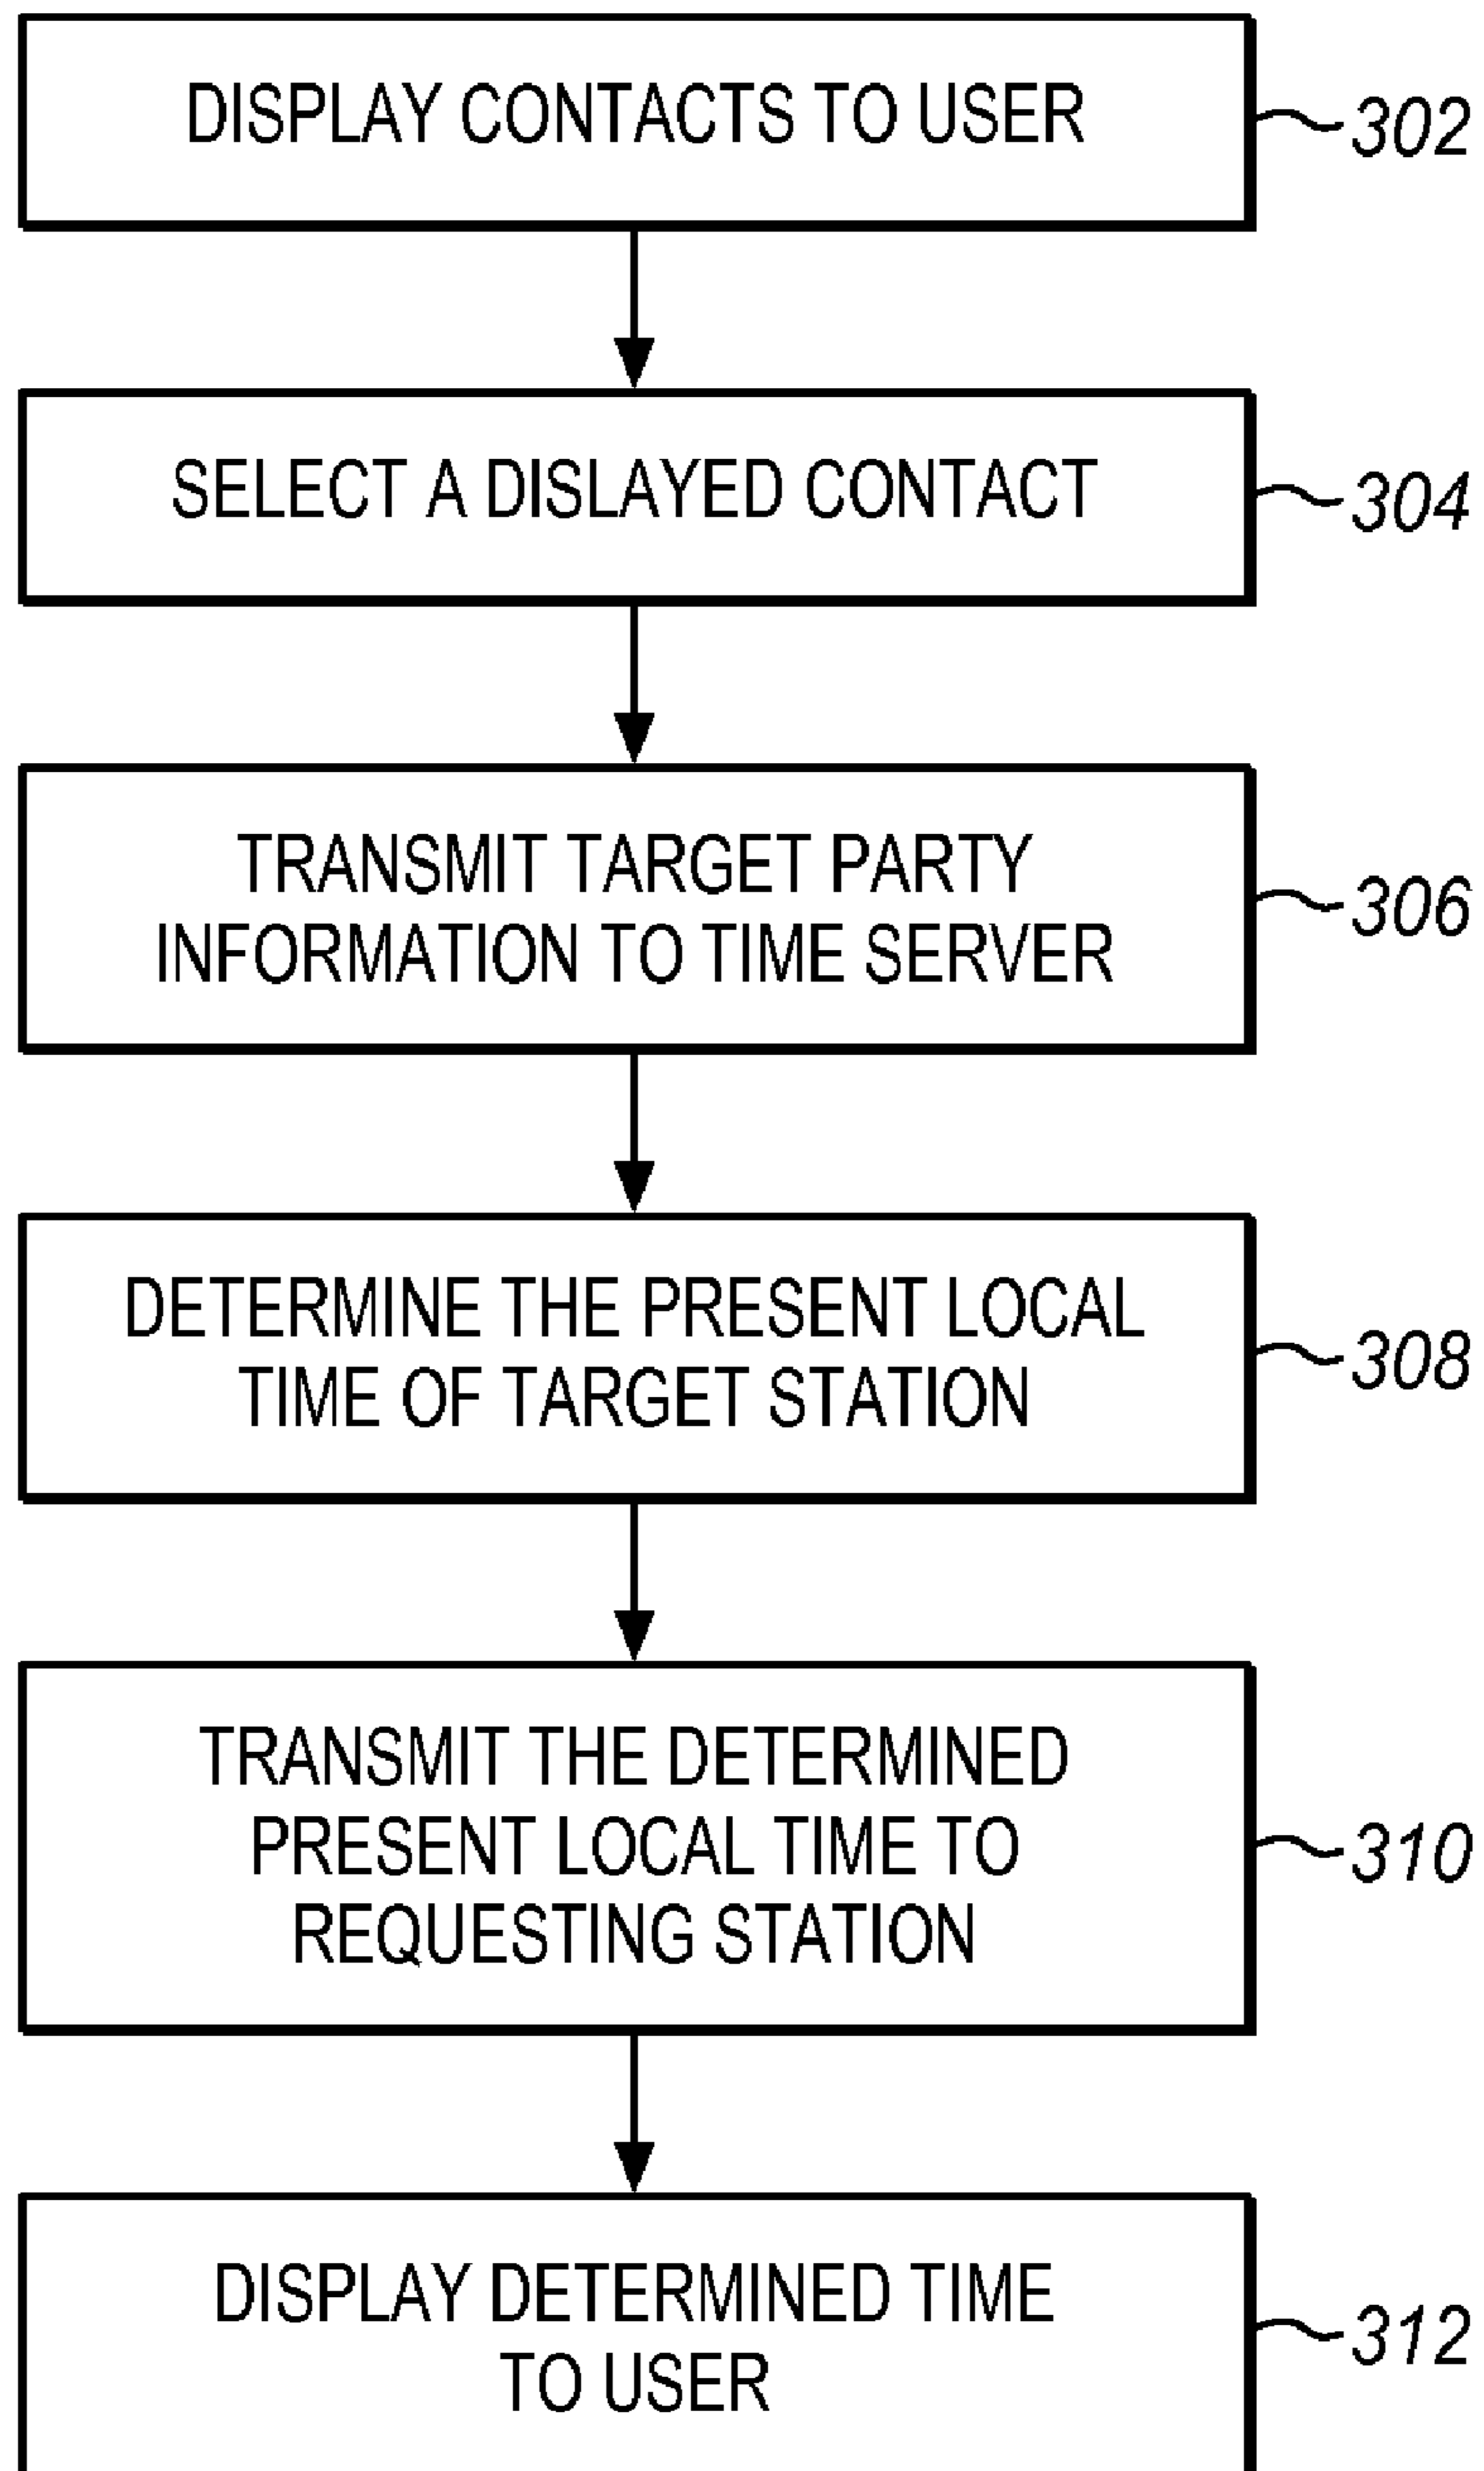 DISPLAY CONTACTS TO USER
302
SELECT A DISLAYED CONTACT
304
TRANSMIT TARGET PARTY
INFORMATION TO TIME SERVER
306
DETERMINE THE PRESENT LOCAL
TIME OF TARGET STATION
308
TRANSMIT THE DETERMINED
PRESENT LOCAL TIME TO
REQUESTING STATION
310
DISPLAY DETERMINED TIME
TO USER
312